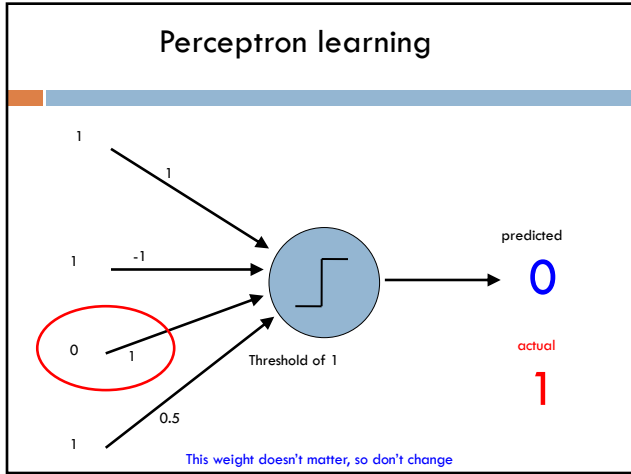 Perceptron learning
1
1
1
-1
predicted
0
0
1
Threshold of 1
actual
1
0.5
1
This weight doesn't matter, so don't change